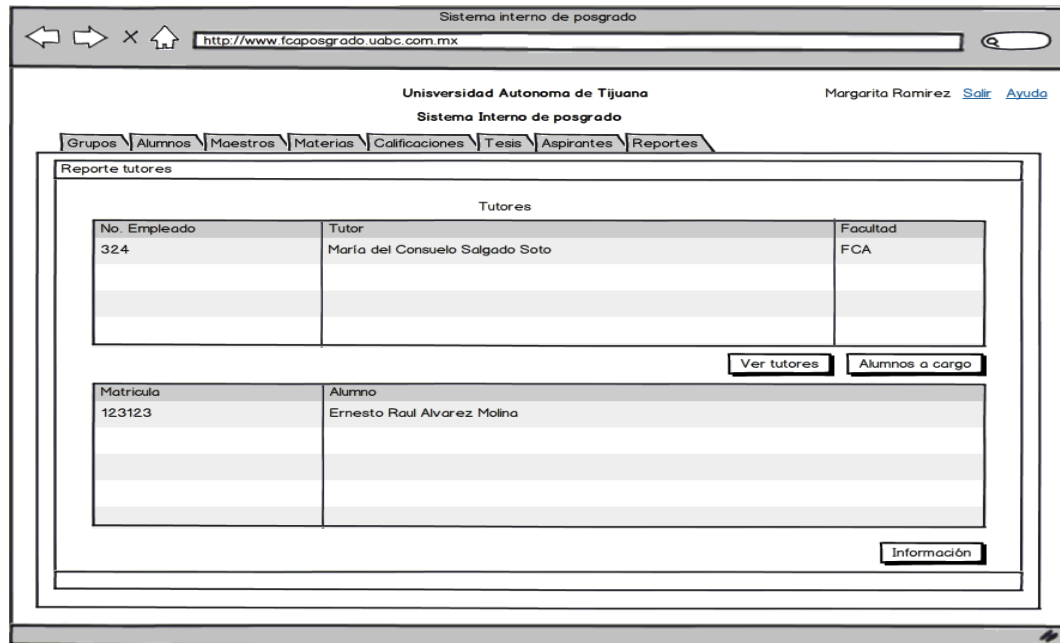 Sistema interno de posgrado
http://www.fcaposgrado.uabc.com.mx
Unisversidad Autonoma de Tijuana
Margarita Ramirez Salir Ayuda
Sistema Interno de posgrado
Grupos Alumnos Maestros Materias Calificaciones Tesis Aspirantes Reportes
Reporte tutores
Tutores
No. Empleado Tutor Facultad
324 María del Consuelo Salgado Soto FCA
Ver tutores Alumnos a cargo
Matricula Alumno
123123 Ernesto Raul Alvarez Molina
Información